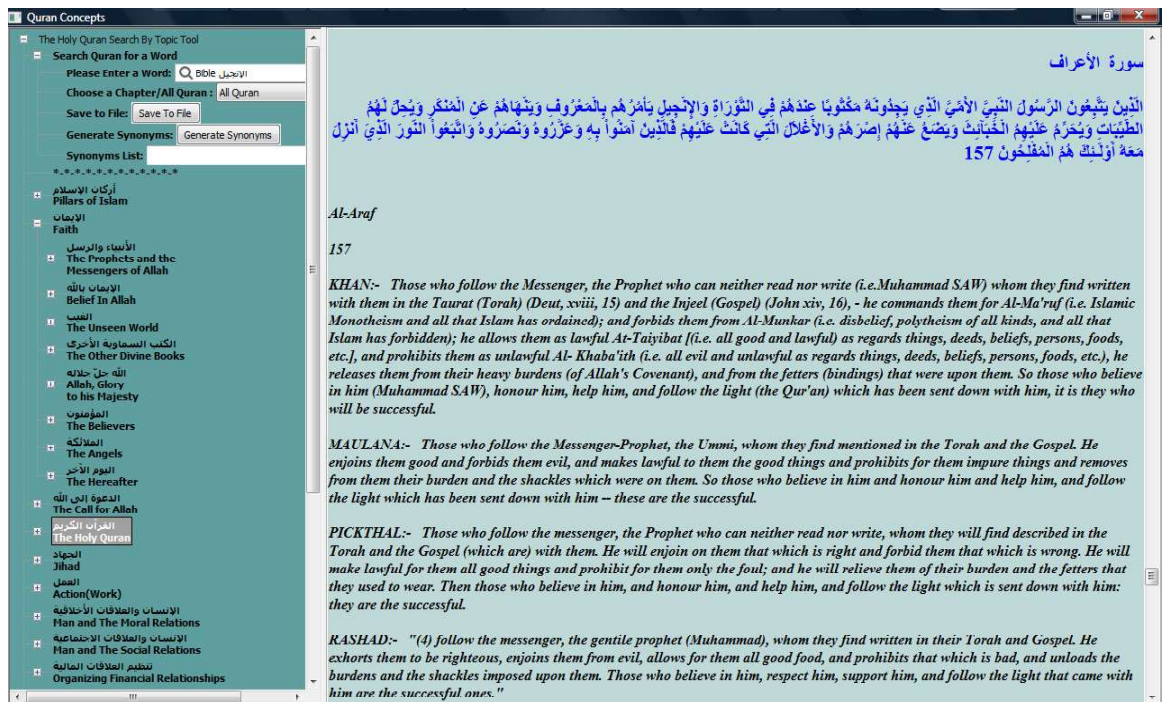 Quran Concepts
The Holy Quran Search By Topic Tool
Search Quran for a Word
Please Enter a Word: Bible الإنجيل
Choose a Chapter/All Quran : All Quran
Save to File: Save To File
Generate Synonyms: Generate Synonyms
Synonyms List:
*-*-*-*-*-*-*-*-*-*-*-*
أركان الإسلام
Pillars of Islam
الإيمان
Faith
الأنبياء والرسل
The Prophets and the
Messengers of Allah
الإيمان بالله
Belief In Allah
الغيب
The Unseen World
الكتب السماوية الأخرى
The Other Divine Books
الله جلّ جلاله
Allah, Glory
to his Majesty
المؤمنون
The Believers
الملائكة
The Angels
اليوم الآخر
The Hereafter
الدعوة إلى الله
The Call for Allah
القرآن الكريم
The Holy Quran
الجهاد
Jihad
العمل
Action(Work)
الإنسان والعلاقات الأخلاقية
Man and The Moral Relations
الإنسان والعلاقات الاجتماعية
Man and The Social Relations
تنظيم العلاقات المالية
Organizing Financial Relationships
سورة الأعراف
الَّذِينَ يَتَّبِعُونَ الرَّسُولَ النَّبِيَّ الأُمِّيَّ الَّذِي يَجِدُونَهُ مَكْتُوبًا عِندَهُمْ فِي التَّوْرَاةِ وَالإِنْجِيلِ يَأْمُرُهُم بِالْمَعْرُوفِ وَيَنْهَاهُمْ عَنِ الْمُنكَرِ وَيُحِلُّ لَهُمُ
الطَّيِّبَاتِ وَيُحَرِّمُ عَلَيْهِمُ الْخَبَآئِثَ وَيَضَعُ عَنْهُمْ إِصْرَهُمْ وَالأَغْلاَلَ الَّتِي كَانَتْ عَلَيْهِمْ فَالَّذِينَ آمَنُواْ بِهِ وَعَزَّرُوهُ وَنَصَرُوهُ وَاتَّبَعُواْ النُّورَ الَّذِيَ أُنزِلَ
مَعَهُ أُوْلَـئِكَ هُمُ الْمُفْلِحُونَ 157
Al-Araf
157
KHAN:- Those who follow the Messenger, the Prophet who can neither read nor write (i.e.Muhammad SAW) whom they find written
with them in the Taurat (Torah) (Deut, xviii, 15) and the Injeel (Gospel) (John xiv, 16), - he commands them for Al-Ma'ruf (i.e. Islamic
Monotheism and all that Islam has ordained); and forbids them from Al-Munkar (i.e. disbelief, polytheism of all kinds, and all that
Islam has forbidden); he allows them as lawful At-Taiyibat [(i.e. all good and lawful) as regards things, deeds, beliefs, persons, foods,
etc.], and prohibits them as unlawful Al- Khaba'ith (i.e. all evil and unlawful as regards things, deeds, beliefs, persons, foods, etc.), he
releases them from their heavy burdens (of Allah's Covenant), and from the fetters (bindings) that were upon them. So those who believe
in him (Muhammad SAW), honour him, help him, and follow the light (the Qur'an) which has been sent down with him, it is they who
will be successful.
MAULANA:- Those who follow the Messenger-Prophet, the Ummi, whom they find mentioned in the Torah and the Gospel. He
enjoins them good and forbids them evil, and makes lawful to them the good things and prohibits for them impure things and removes
from them their burden and the shackles which were on them. So those who believe in him and honour him and help him, and follow
the light which has been sent down with him -- these are the successful.
PICKTHAL:- Those who follow the messenger, the Prophet who can neither read nor write, whom they will find described in the
Torah and the Gospel (which are) with them. He will enjoin on them that which is right and forbid them that which is wrong. He will
make lawful for them all good things and prohibit for them only the foul; and he will relieve them of their burden and the fetters that
they used to wear. Then those who believe in him, and honour him, and help him, and follow the light which is sent down with him:
they are the successful.
RASHAD:- "(4) follow the messenger, the gentile prophet (Muhammad), whom they find written in their Torah and Gospel. He
exhorts them to be righteous, enjoins them from evil, allows for them all good food, and prohibits that which is bad, and unloads the
burdens and the shackles imposed upon them. Those who believe in him, respect him, support him, and follow the light that came with
him are the successful ones."